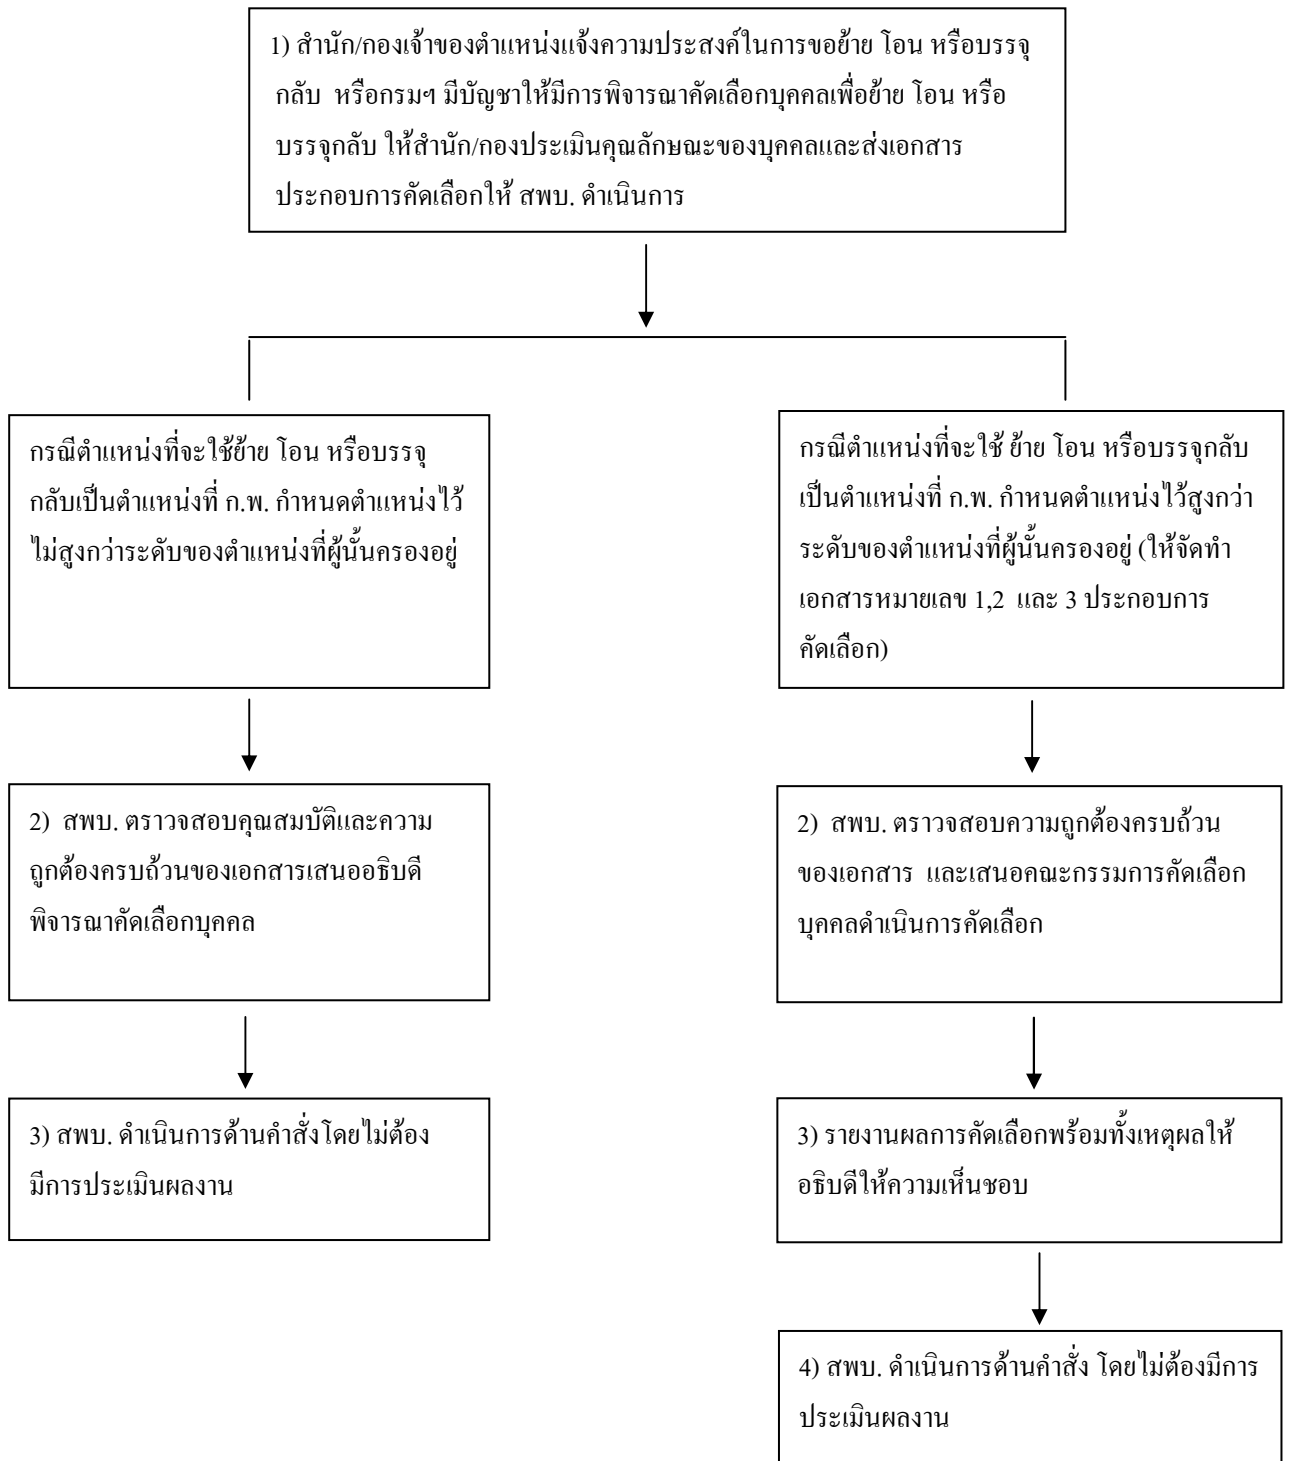 1) สำนัก/กองเจ้าของตำแหน่งแจ้งความประสงค์ในการขอย้าย โอน หรือบรรจุ
กลับ หรือกรมฯ มีบัญชาให้มีการพิจารณาคัดเลือกบุคคลเพื่อย้าย โอน หรือ
บรรจุกลับ ให้สำนัก/กองประเมินคุณลักษณะของบุคคลและส่งเอกสาร
ประกอบการคัดเลือกให้ สพบ. ดำเนินการ
กรณีตำแหน่งที่จะใช้ย้าย โอน หรือบรรจุ
กลับเป็นตำแหน่งที่ ก.พ. กำหนดตำแหน่งไว้
ไม่สูงกว่าระดับของตำแหน่งที่ผู้นั้นครองอยู่
2) สพบ. ตรวจสอบคุณสมบัติและความ
ถูกต้องครบถ้วนของเอกสารเสนออธิบดี
พิจารณาคัดเลือกบุคคล
3) สพบ. ดำเนินการด้านคำสั่งโดยไม่ต้อง
มีการประเมินผลงาน
กรณีตำแหน่งที่จะใช้ ย้าย โอน หรือบรรจุกลับ
เป็นตำแหน่งที่ ก.พ. กำหนดตำแหน่งไว้สูงกว่า
ระดับของตำแหน่งที่ผู้นั้นครองอยู่ (ให้จัดทำ
เอกสารหมายเลข 1,2 และ 3 ประกอบการ
คัดเลือก)
2) สพบ. ตรวจสอบความถูกต้องครบถ้วน
ของเอกสาร และเสนอคณะกรรมการคัดเลือก
บุคคลดำเนินการคัดเลือก
3) รายงานผลการคัดเลือกพร้อมทั้งเหตุผลให้
อธิบดีให้ความเห็นชอบ
4) สพบ. ดำเนินการด้านคำสั่ง โดยไม่ต้องมีการ
ประเมินผลงาน